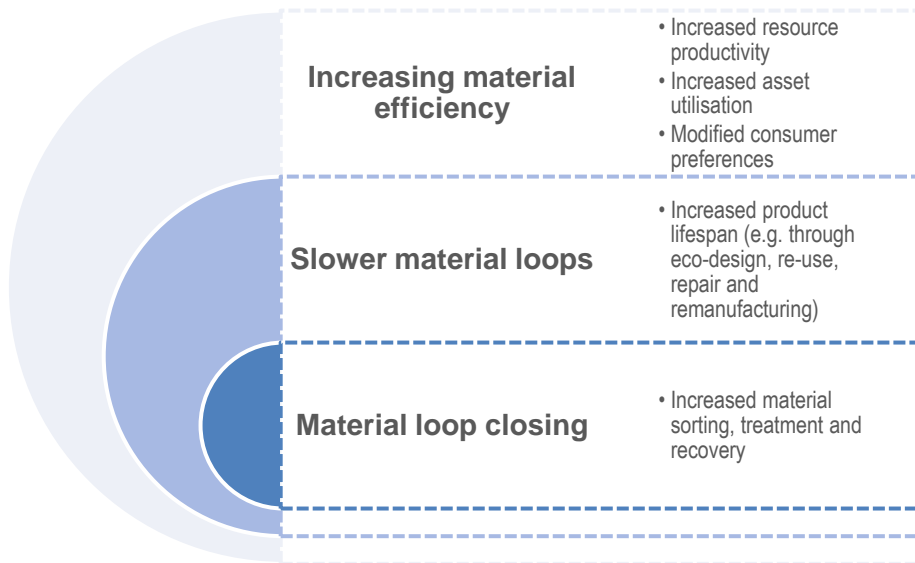 Increasing material
efficiency
• Increased resource
productivity
• Increased asset
utilisation
• Modified consumer
preferences
Slower material loops
• Increased product
lifespan (e.g. through
eco-design, re-use,
repair and
remanufacturing)
Material loop closing
• Increased material
sorting, treatment and
recovery